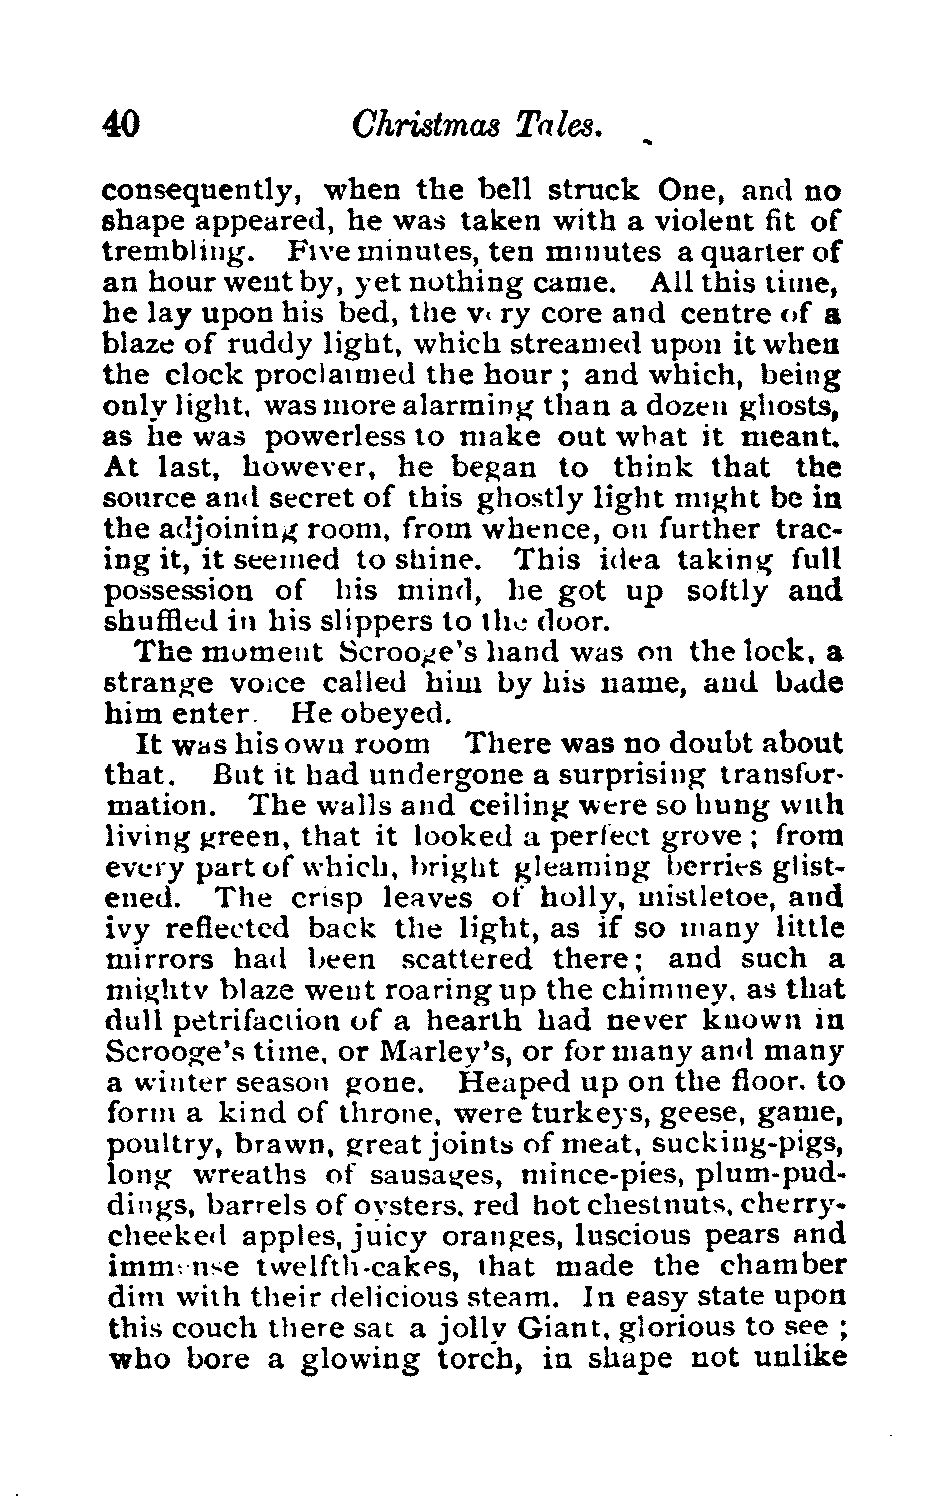 40 Christmas Tales.
consequently, when the bell struck One, and no
shape appeared, he was taken with a violent fit of
trembling. Five minutes, ten minutes a quarter of
an hour went by, yet nothing came. All this time,
he lay upon his bed, the very core and centre of a
blaze of ruddy light, which streamed upon it when
the clock proclaimed the hour ; and which, being
only light, was more alarming than a dozen ghosts,
as he was powerless to make out what it meant.
At last, however, he began to think that the
source and secret of this ghostly light might be in
the adjoining room, from whence, on further trac-
ing it, it seemed to shine. This idea taking full
possession of his mind, he got up softly and
shuffled in his slippers to the door.
The moment Scrooge's hand was on the lock, a
strange voice called him by his name, and bade
him enter. He obeyed.
It was his own room There was no doubt about
that. But it had undergone a surprising transfor-
mation. The walls and ceiling were so hung with
living green, that it looked a perfect grove ; from
every part of which, bright gleaming berries glist-
ened. The crisp leaves of holly, mistletoe, and
ivy reflected back the light, as if so many little
mirrors had been scattered there; and such a
mighty blaze went roaring up the chimney, as that
dull petrifaction of a hearth had never known in
Scrooge's time, or Marley's, or for many and many
a winter season gone. Heaped up on the floor. to
form a kind of throne, were turkeys, geese, game,
poultry, brawn, great joints of meat, sucking-pigs,
long wreaths of sausages, mince-pies, plum-pud-
dings, barrels of oysters. red hot chestnuts, cherry-
cheeked apples, juicy oranges, luscious pears and
immense twelfth-cakes, that made the chamber
dim with their delicious steam. In easy state upon
this couch there sat a jolly Giant, glorious to see ;
who bore a glowing torch, in shape not unlike